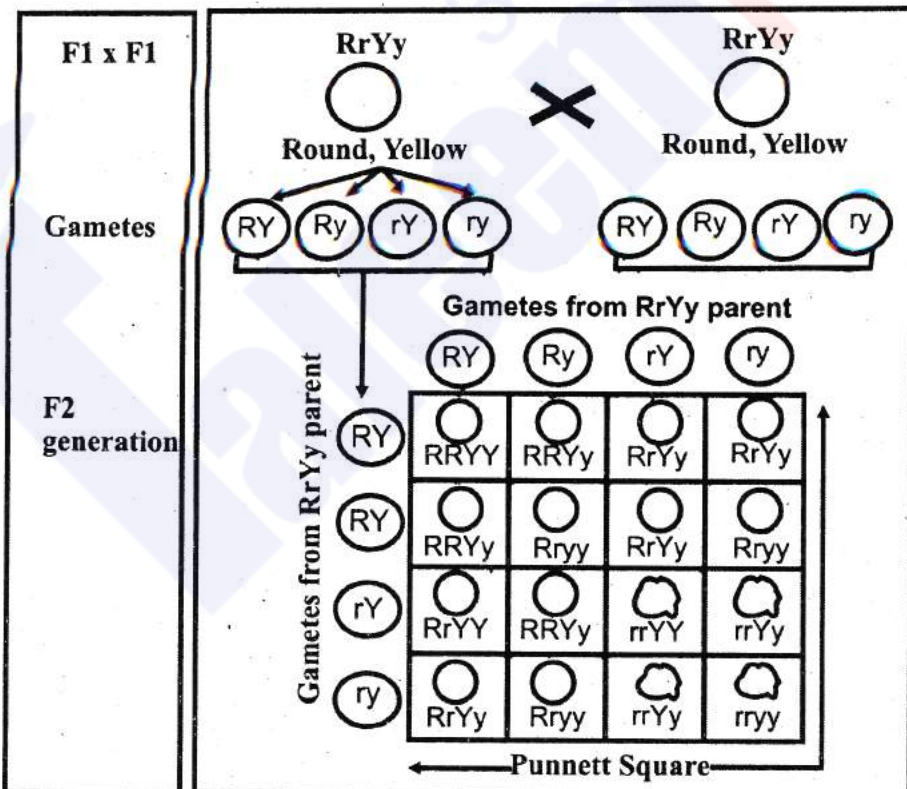 F1 x F1
RrYy RrYy
Round, Yellow Round, Yellow
Gametes
RY Ry rY ry RY Ry rY ry
Gametes from RrYy parent
RY Ry rY ry
F2
generation
Gametes from RrYy parent
RY RRYY RRYy RrYy RrYy
RY RRYy Rryy RrYy Rryy
rY RrYY RRYy rrYY rrYy
ry RrYy Rryy rrYy rryy
Punnett Square